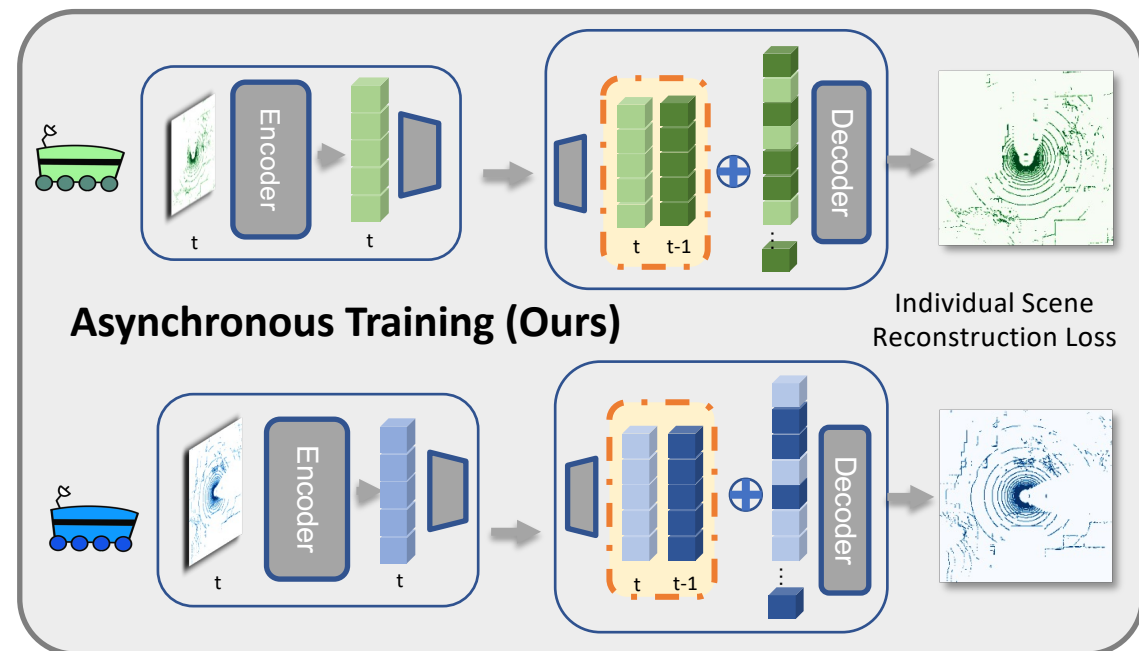 Encoder
t
t
t
t-1
Decoder
Asynchronous Training (Ours)
Individual Scene
Reconstruction Loss
Encoder
t
t
t
t-1
Decoder